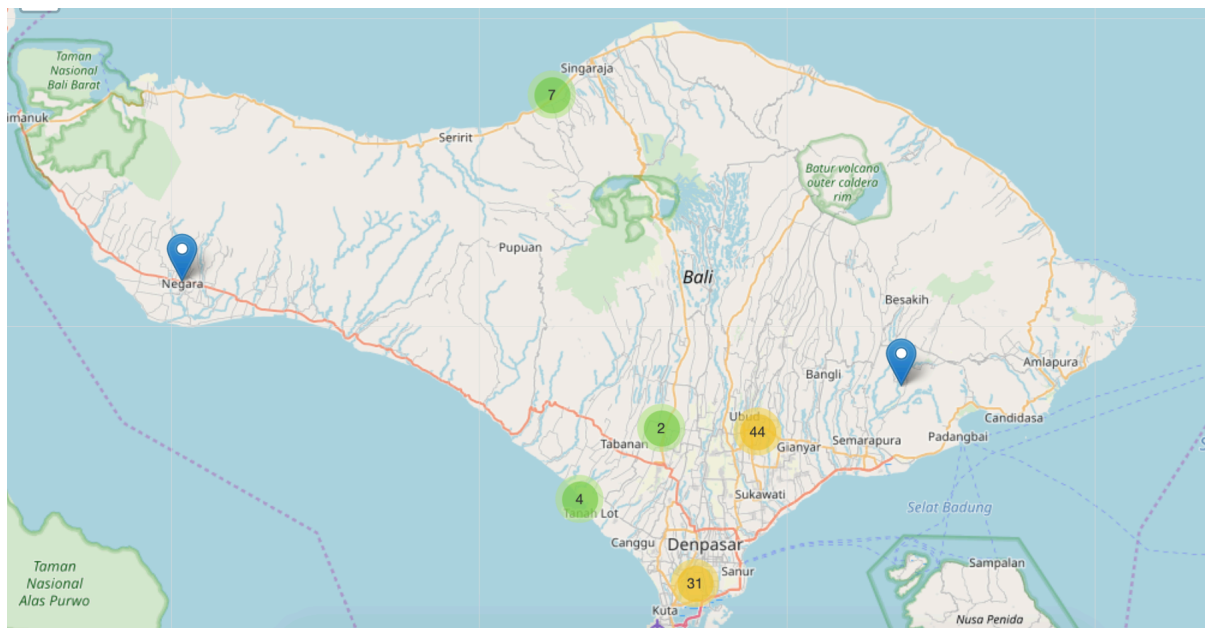 Taman
Nasional
Bali Barat
imanuk
Singaraja
7
Seririt
Batur volcano
outer caldera
rim
Pupuan
Bali
Negara
Besakih
Amlapura
Bangli
Ubud
Candidasa
2
44
Tabanan
Gianyar
Semarapura
Padangbai
4
Tanah Lot
Sukawati
Selat Badung
Canggu
Denpasar
Sampalan
Taman
Nasional
Alas Purwo
31
Sanur
Kuta
Nusa Penida